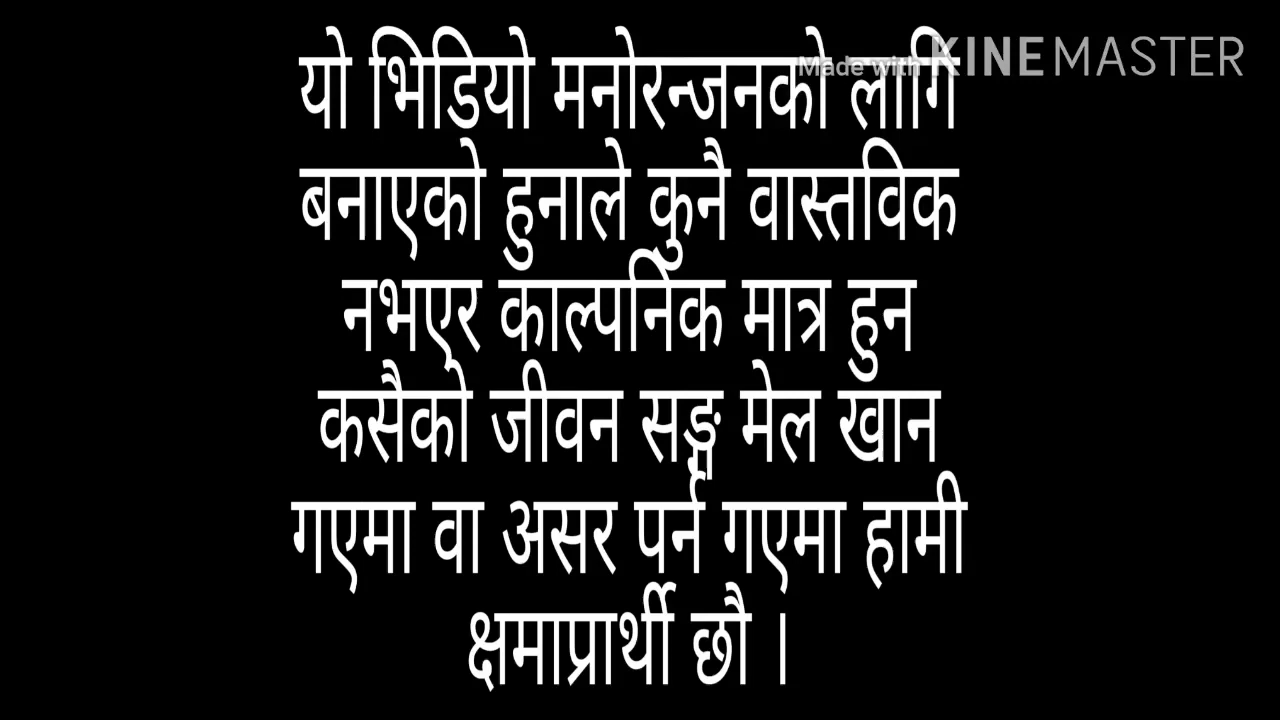 यो भिडियो मनोरन्जनको लागि
Made with KINEMASTER
बनाएको हुनाले कुनै वास्तविक
नभएर काल्पनिक मात्र हुन
कसैको जीवन सङ्ग मेल खान
गएमा वा असर पर्न गएमा हामी
क्षमाप्रार्थी छौ ।